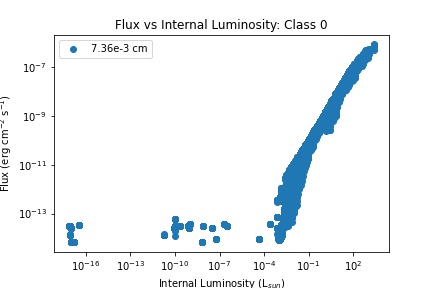 Flux vs Internal Luminosity: Class 0
7.36e-3 cm
Flux (erg cm⁻² s⁻¹)
10⁻⁷
10⁻⁹
10⁻¹¹
10⁻¹³
10⁻¹⁶ 10⁻¹³ 10⁻¹⁰ 10⁻⁷ 10⁻⁴ 10⁻¹ 10²
Internal Luminosity (Lₛᵤₙ)